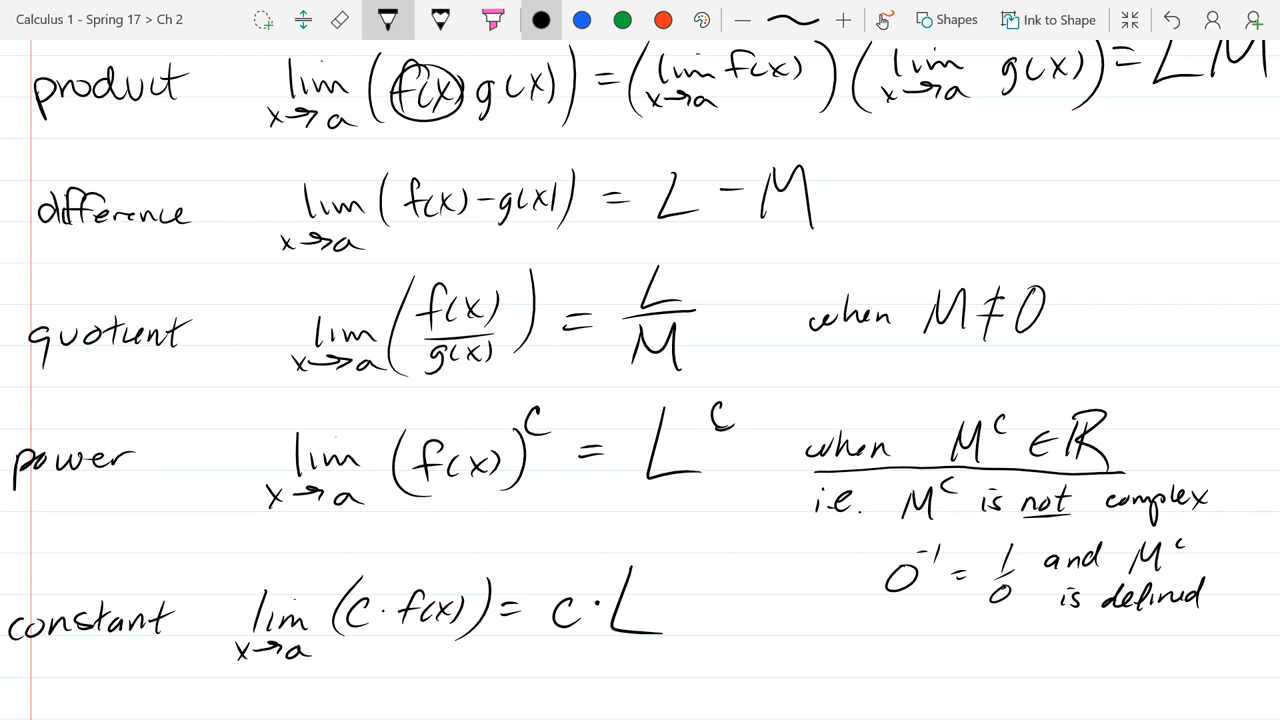 Calculus 1 - Spring 17 > Ch 2
Shapes
Ink to Shape
product lim x→a (f(x) g(x)) = (lim x→a f(x)) (lim x→a g(x)) = LM
difference lim x→a (f(x) - g(x)) = L - M
quotient lim x→a (f(x)/g(x)) = L/M when M ≠ 0
power lim x→a (f(x))^c = L^c when M^c ∈ ℝ
i.e. M^c is not complex
0^-1 = 1/0 and M^c
is defined
constant lim x→a (c · f(x)) = c · L